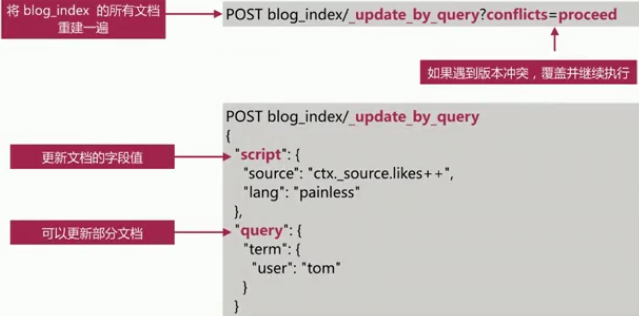 将 blog_index 的所有文档
重建一遍
POST blog_index/_update_by_query?conflicts=proceed
如果遇到版本冲突，覆盖并继续执行
POST blog_index/_update_by_query
{
更新文档的字段值
"script": {
"source": "ctx._source.likes++",
"lang": "painless"
},
可以更新部分文档
"query": {
"term": {
"user": "tom"
}
}